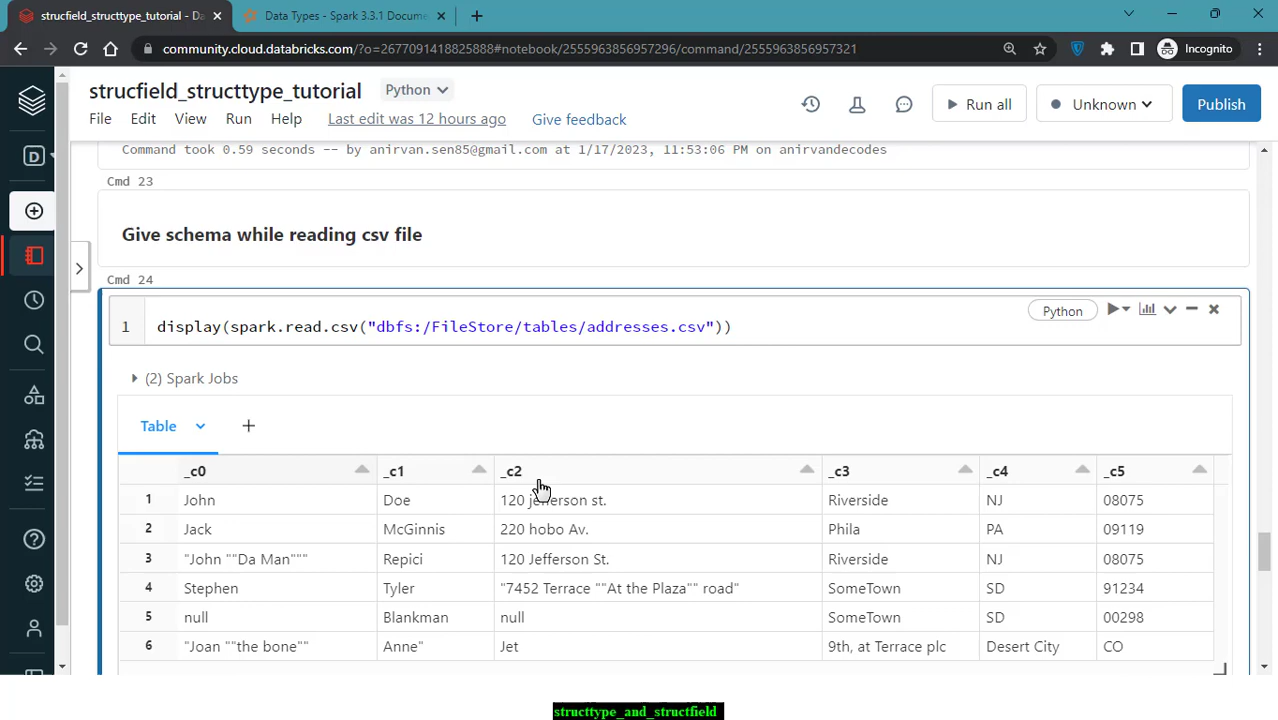 strucfield_structtype_tutorial - Da
Data Types - Spark 3.3.1 Docume
community.cloud.databricks.com/?o=2677091418825888#notebook/2555963856957296/command/2555963856957321
Incognito
strucfield_structtype_tutorial
Python
File Edit View Run Help Last edit was 12 hours ago Give feedback
Run all
Unknown
Publish
D
Command took 0.59 seconds -- by anirvan.sen85@gmail.com at 1/17/2023, 11:53:06 PM on anirvandecodes
Cmd 23
Give schema while reading csv file
Cmd 24
Python
1 display(spark.read.csv("dbfs:/FileStore/tables/addresses.csv"))
(2) Spark Jobs
Table
_c0 _c1 _c2 _c3 _c4 _c5
1 John Doe 120 jefferson st. Riverside NJ 08075
2 Jack McGinnis 220 hobo Av. Phila PA 09119
3 "John ""Da Man""" Repici 120 Jefferson St. Riverside NJ 08075
4 Stephen Tyler "7452 Terrace ""At the Plaza"" road" SomeTown SD 91234
5 null Blankman null SomeTown SD 00298
6 "Joan ""the bone"" Anne" Jet 9th, at Terrace plc Desert City CO
structtype_and_structfield